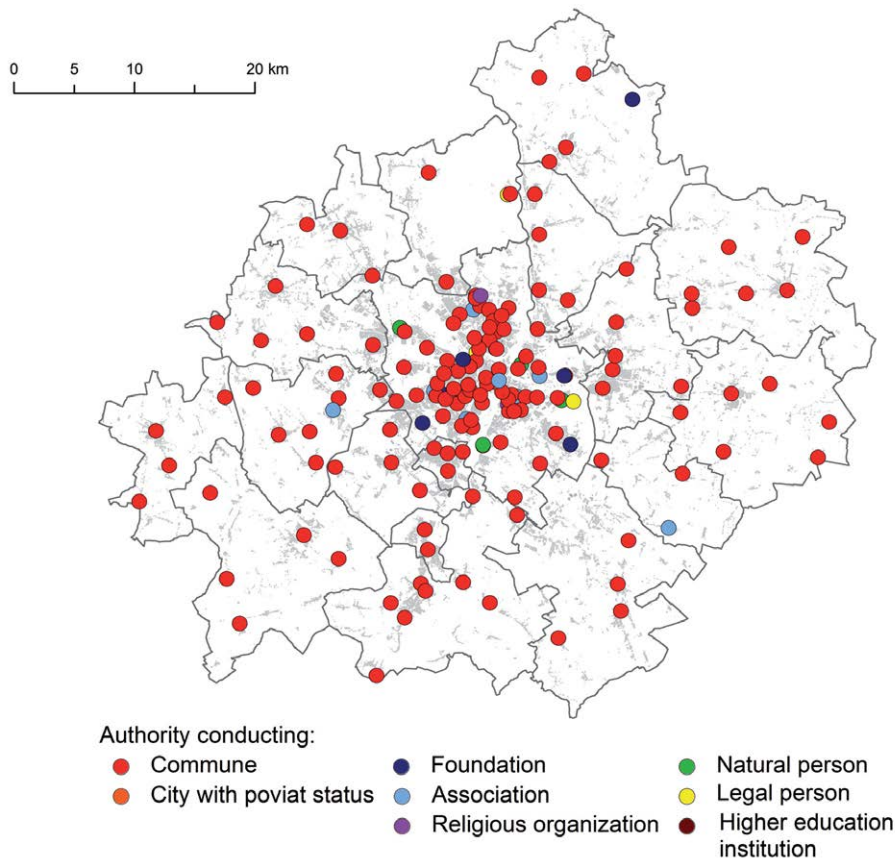 0 5 10 20 km
Authority conducting:
Commune
City with poviat status
Foundation
Association
Religious organization
Natural person
Legal person
Higher education
institution